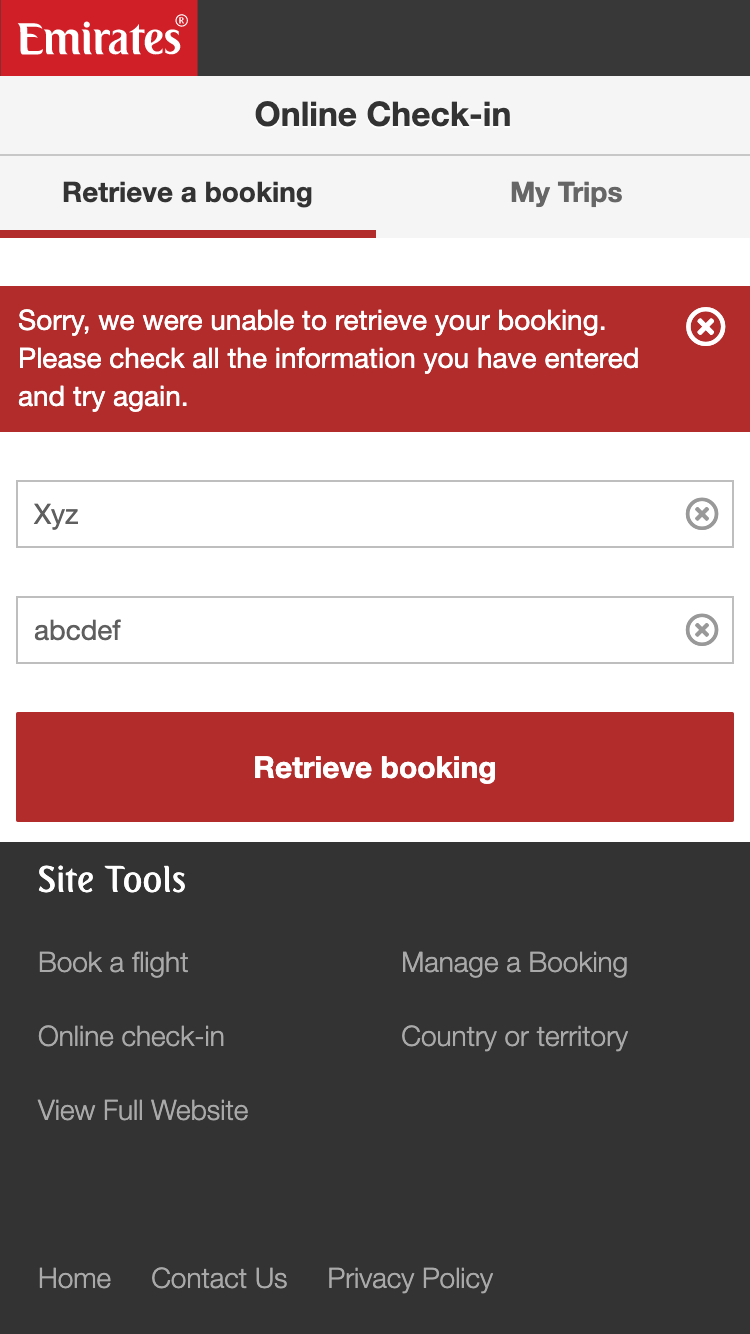 Emirates®
Online Check-in
Retrieve a booking
My Trips
Sorry, we were unable to retrieve your booking.
Please check all the information you have entered
and try again.
Xyz
abcdef
Retrieve booking
Site Tools
Book a flight
Manage a Booking
Online check-in
Country or territory
View Full Website
Home
Contact Us
Privacy Policy